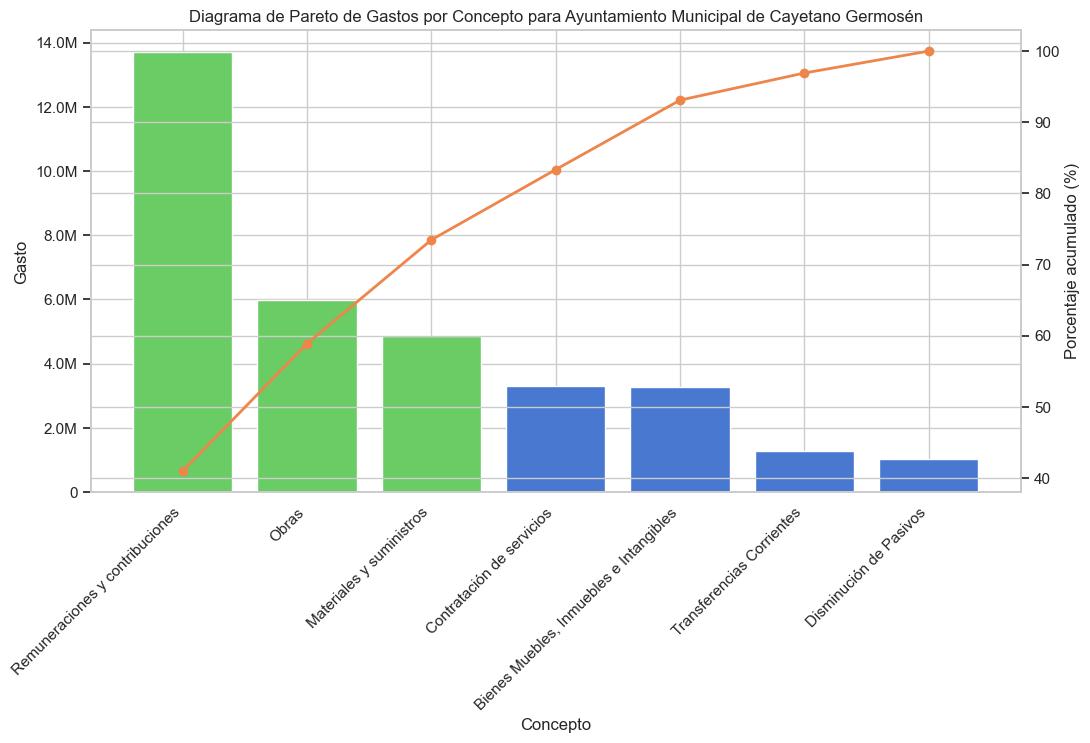 Diagrama de Pareto de Gastos por Concepto para Ayuntamiento Municipal de Cayetano Germosén
14.0M
12.0M
10.0M
8.0M
6.0M
4.0M
2.0M
0
Gasto
100
90
80
70
60
50
40
Porcentaje acumulado (%)
Remuneraciones y contribuciones
Obras
Materiales y suministros
Contratación de servicios
Bienes Muebles, Inmuebles e Intangibles
Transferencias Corrientes
Disminución de Pasivos
Concepto